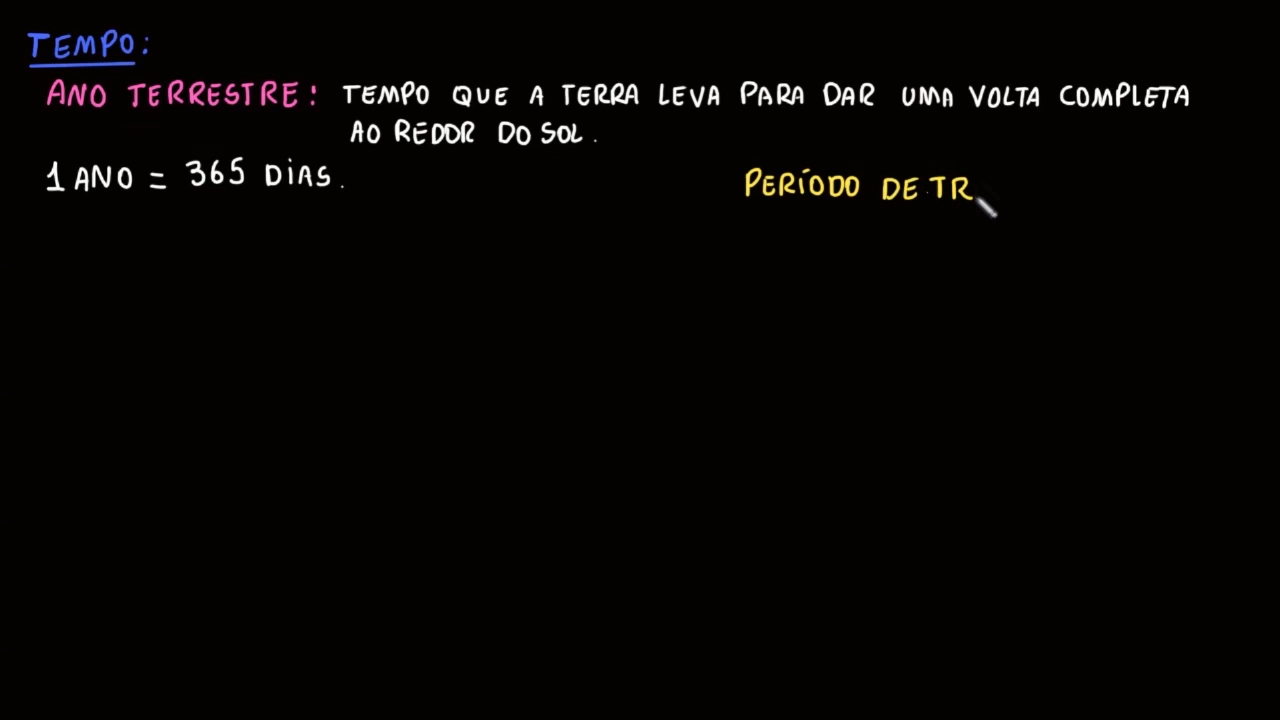 TEMPO:
ANO TERRESTRE: TEMPO QUE A TERRA LEVA PARA DAR UMA VOLTA COMPLETA
AO REDOR DO SOL.
1 ANO = 365 DIAS.
PERÍODO DE TR